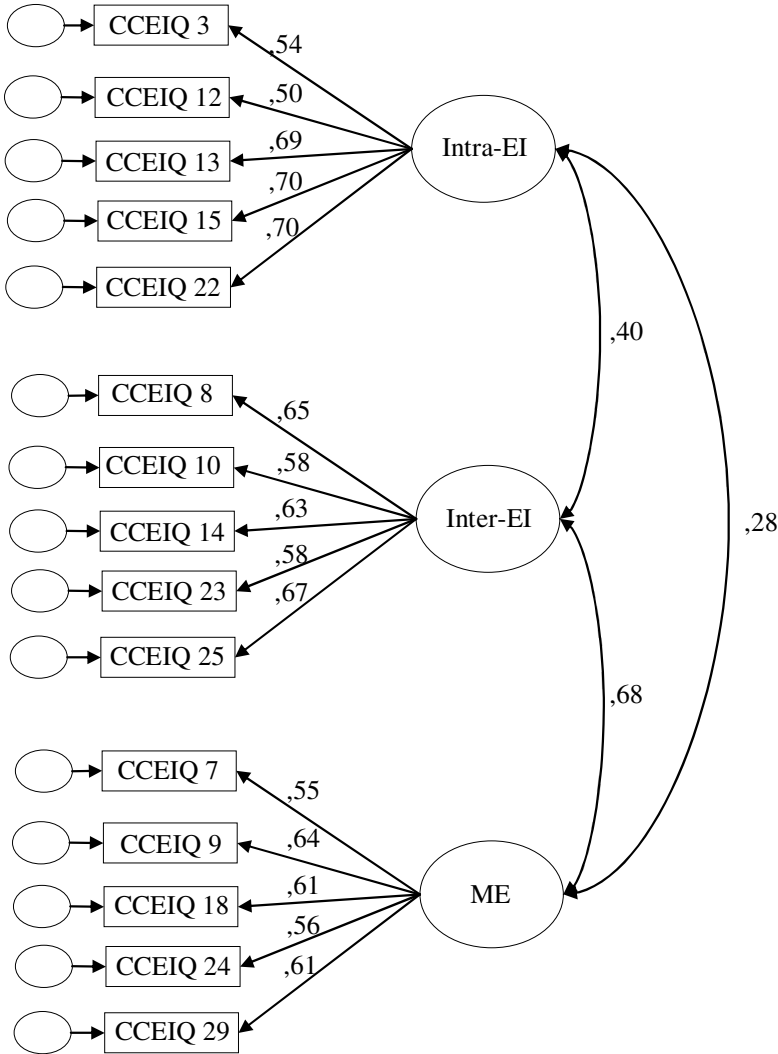 CCEIQ 3
,54
CCEIQ 12
,50
CCEIQ 13
,69
CCEIQ 15
,70
CCEIQ 22
,70
Intra-EI
,40
CCEIQ 8
,65
CCEIQ 10
,58
CCEIQ 14
,63
CCEIQ 23
,58
CCEIQ 25
,67
Inter-EI
,28
,68
CCEIQ 7
,55
CCEIQ 9
,64
CCEIQ 18
,61
CCEIQ 24
,56
CCEIQ 29
,61
ME